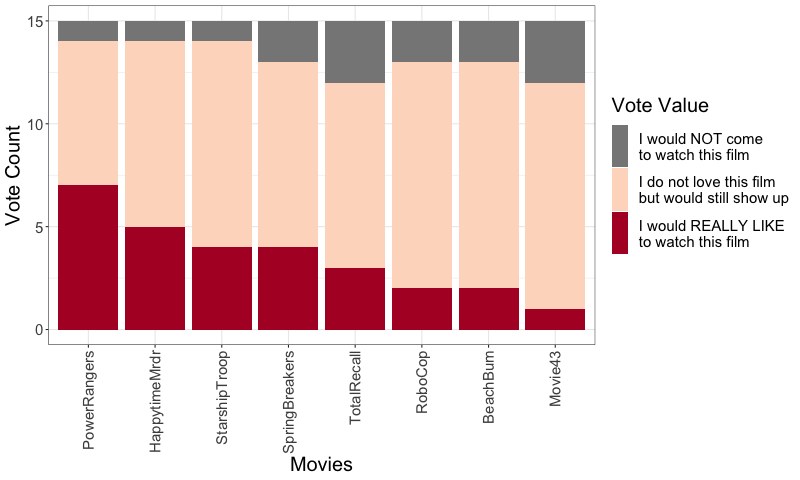 Vote Count
15
10
5
0
PowerRangers
HappytimeMrdr
StarshipTroop
SpringBreakers
TotalRecall
RoboCop
BeachBum
Movie43
Movies
Vote Value
I would NOT come
to watch this film
I do not love this film
but would still show up
I would REALLY LIKE
to watch this film